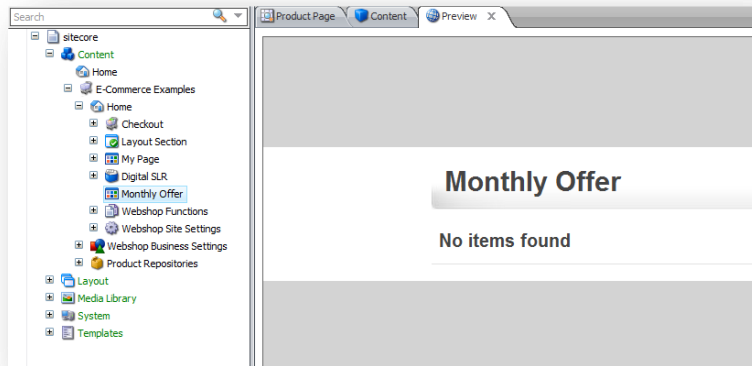 Search
sitecore
Content
Home
E-Commerce Examples
Home
Checkout
Layout Section
My Page
Digital SLR
Monthly Offer
Webshop Functions
Webshop Site Settings
Webshop Business Settings
Product Repositories
Layout
Media Library
System
Templates
Product Page Content Preview X
Monthly Offer
No items found